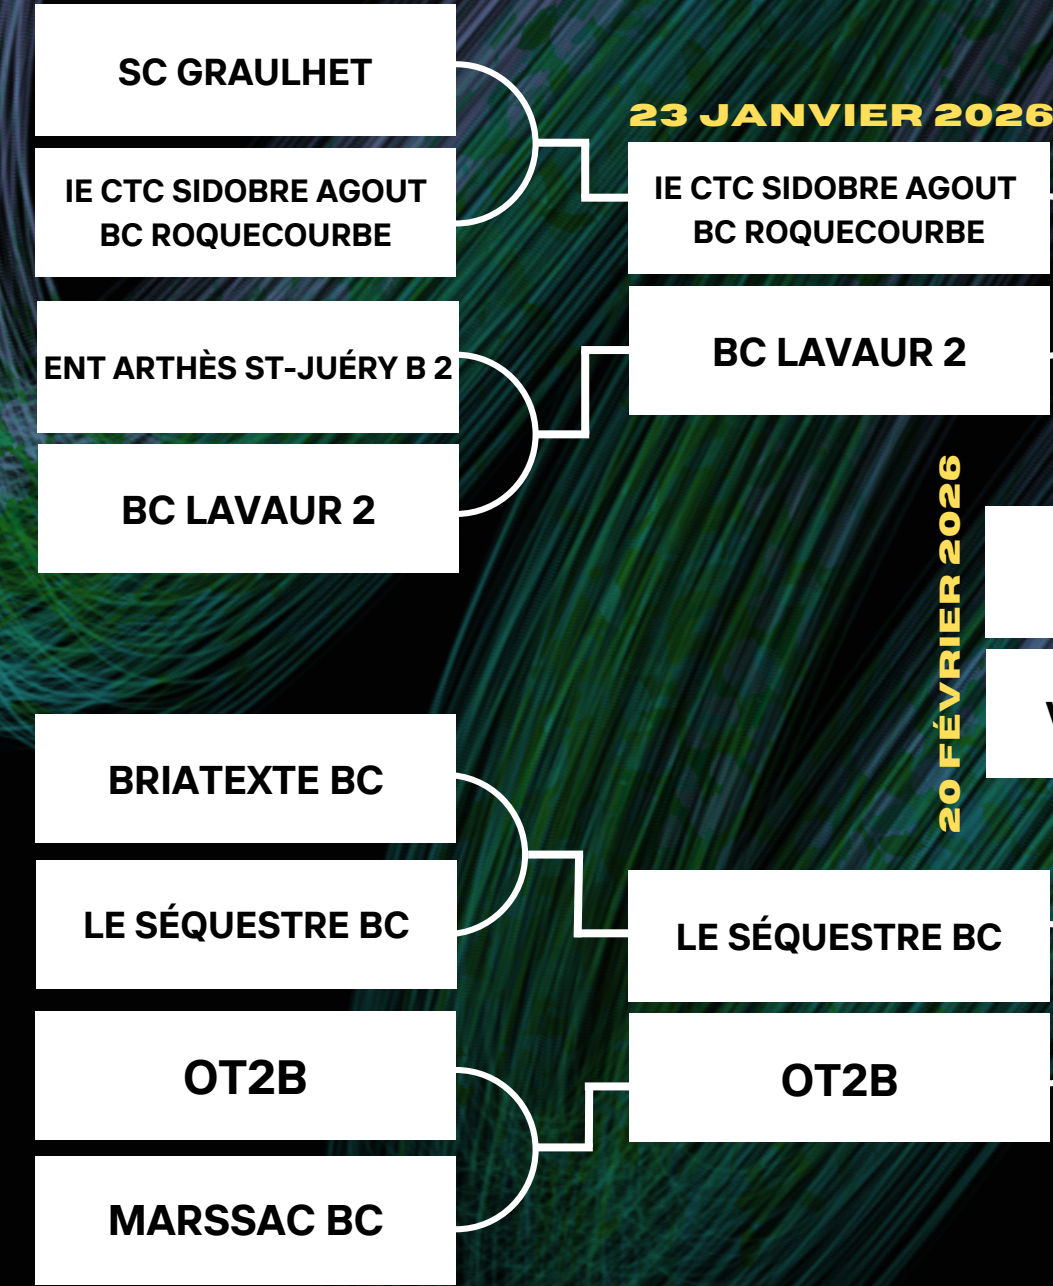 SC GRAULHET
IE CTC SIDOBRE AGOUT
BC ROQUECOURBE
ENT ARTHÈS ST-JUÉRY B 2
BC LAVAUR 2
BRIATEXTE BC
LE SÉQUESTRE BC
OT2B
MARSSAC BC
23 JANVIER 2026
IE CTC SIDOBRE AGOUT
BC ROQUECOURBE
BC LAVAUR 2
LE SÉQUESTRE BC
OT2B
20 FÉVRIER 2026